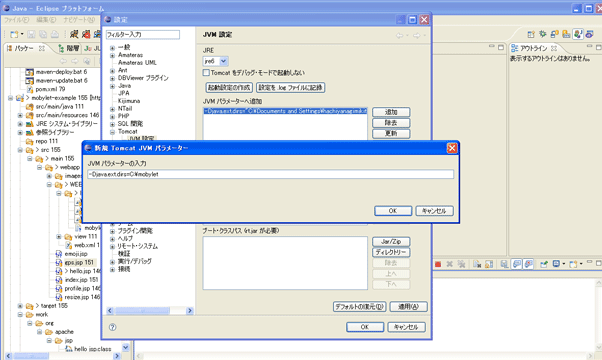 Java - Eclipse プラットフォーム
ファイル(F) 編集(E) ナビゲート(N)
パッケー
階層
maven-deploy.bat 6
maven-update.bat 6
pom.xml 79
mobylet-example 155 [http
src/main/java 111
src/main/resources
JRE システム・ライブラリー
参照ライブラリー
repo 111
> src 155
> main 155
> webapp
images
WEB
view 111
web.xml
emoji.jsp
gps.jsp 151
> hello.jsp 146
index.jsp 150
profile.jsp 146
resize.jsp 146
> target 155
work
org
apache
jsp
hello_jsp.class
設定
フィルター入力
一般
Amateras
Amateras UML
Ant
DBViewer プラグイン
Java
JPA
Kijimuna
NTail
PHP
SQL 開発
Tomcat
JVM 設定
チーム
プラグイン開発
ヘルプ
リモート・システム
検証
実行/デバッグ
接続
JVM 設定
JRE
jre6
Tomcat をデバッグ・モードで起動しない
起動設定の作成
設定を .log ファイルに記録
JVM パラメーターへ追加
-Djava.ext.dirs="C:¥Documents and Settings¥hachiyanagimikit
追加
除去
更新
新規 Tomcat JVM パラメーター
JVM パラメーターの入力
-Djava.ext.dirs=C:¥mobylet
OK
キャンセル
ブート・クラスパス (rt.jar が必要)
Jar/Zip
ディレクトリー
除去
上へ
下へ
デフォルトの復元(D)
適用(A)
OK
キャンセル
アウトライン
表示するアウトラインはありません。